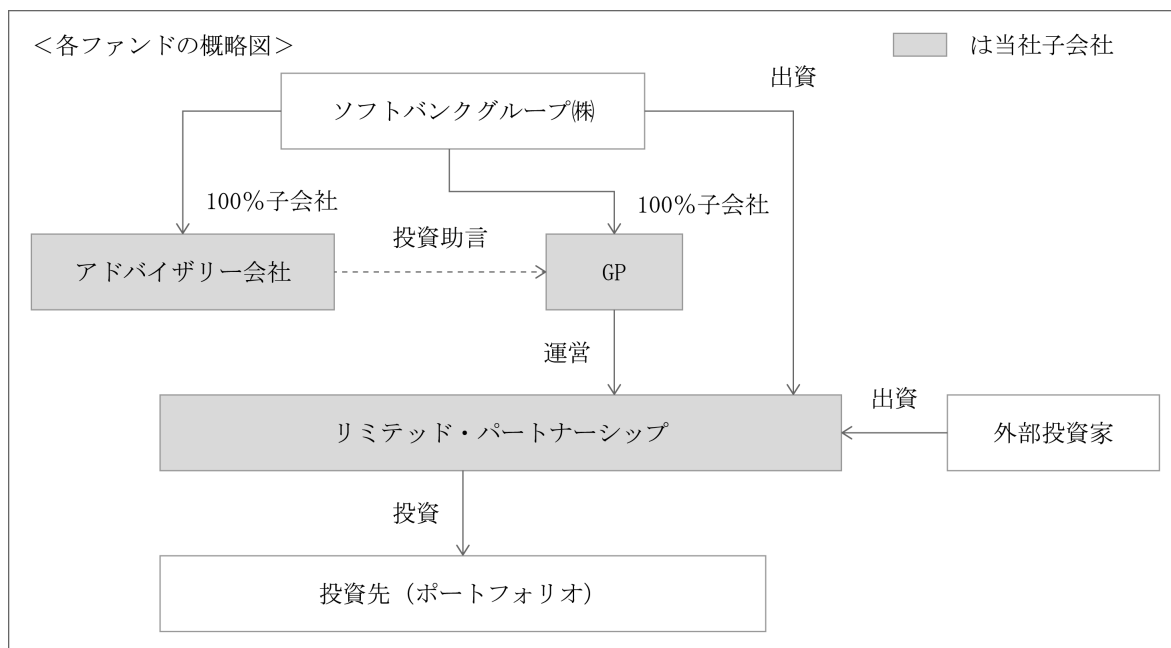 ＜各ファンドの概略図＞
は当社子会社
出資
ソフトバンクグループ㈱
100％子会社
100％子会社
投資助言
アドバイザリー会社
GP
運営
出資
リミテッド・パートナーシップ
外部投資家
投資
投資先（ポートフォリオ）